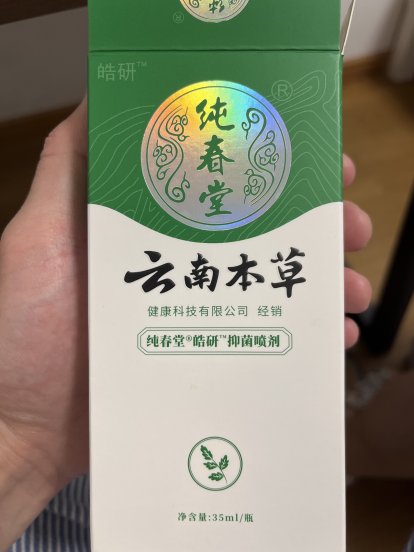 皓研™
®
纯春堂
云南本草
健康科技有限公司 经销
纯春堂®皓研™抑菌喷剂
净含量:35ml/瓶